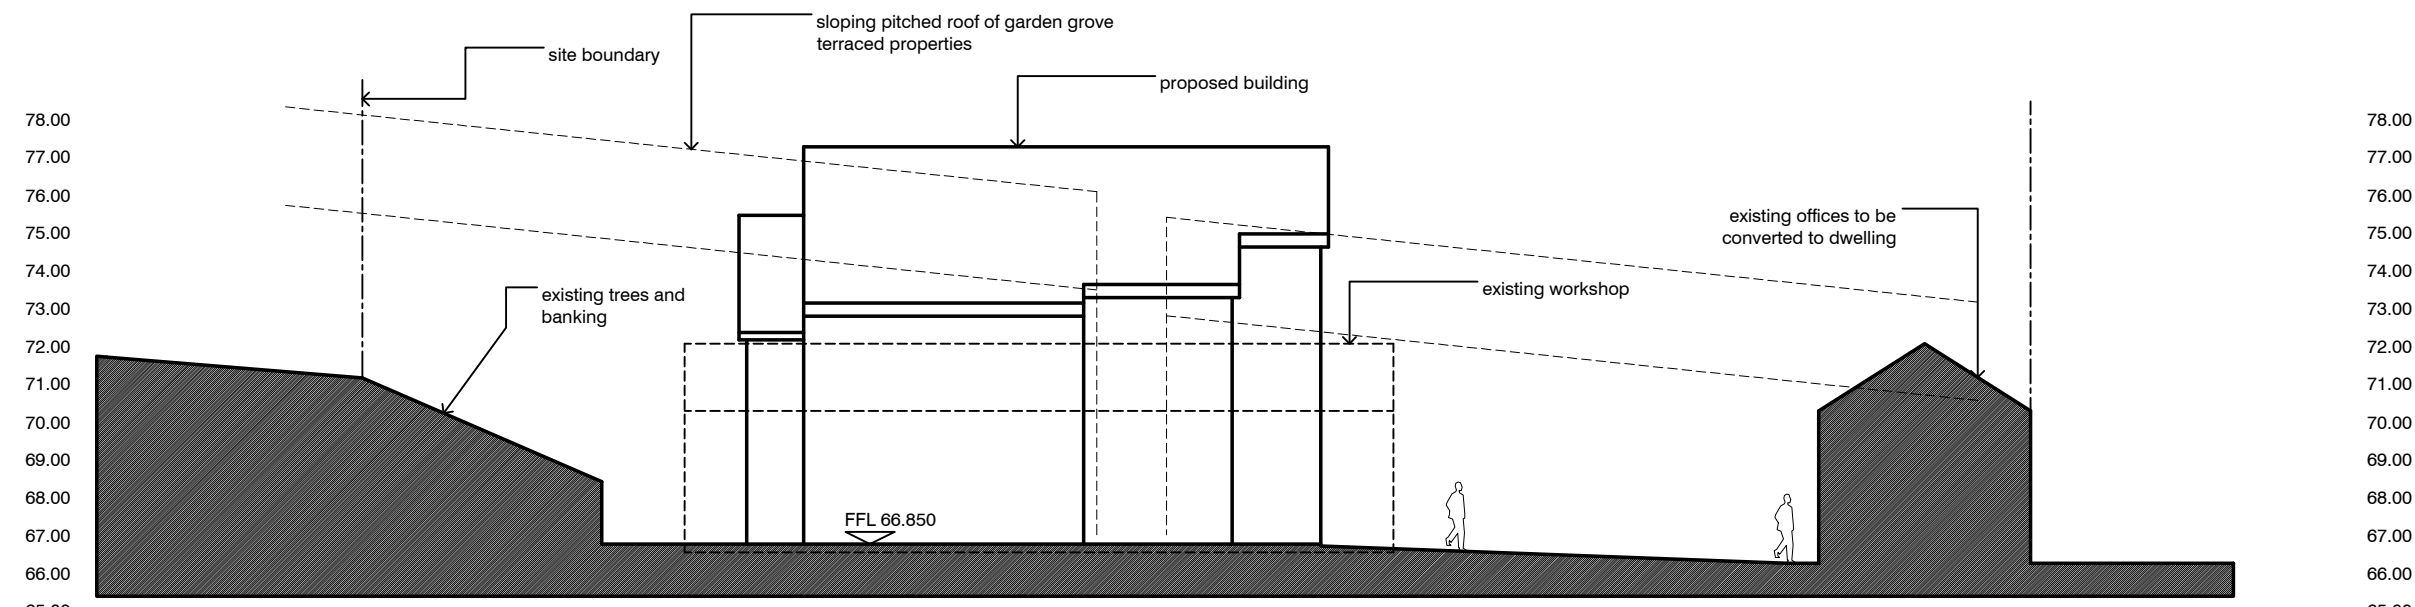 sloping pitched roof of garden grove
terraced properties
site boundary
proposed building
78.00
77.00
76.00
75.00
74.00
73.00
72.00
71.00
70.00
69.00
68.00
67.00
66.00
existing trees and
banking
FFL 66.850
existing workshop
existing offices to be
converted to dwelling
78.00
77.00
76.00
75.00
74.00
73.00
72.00
71.00
70.00
69.00
68.00
67.00
66.00